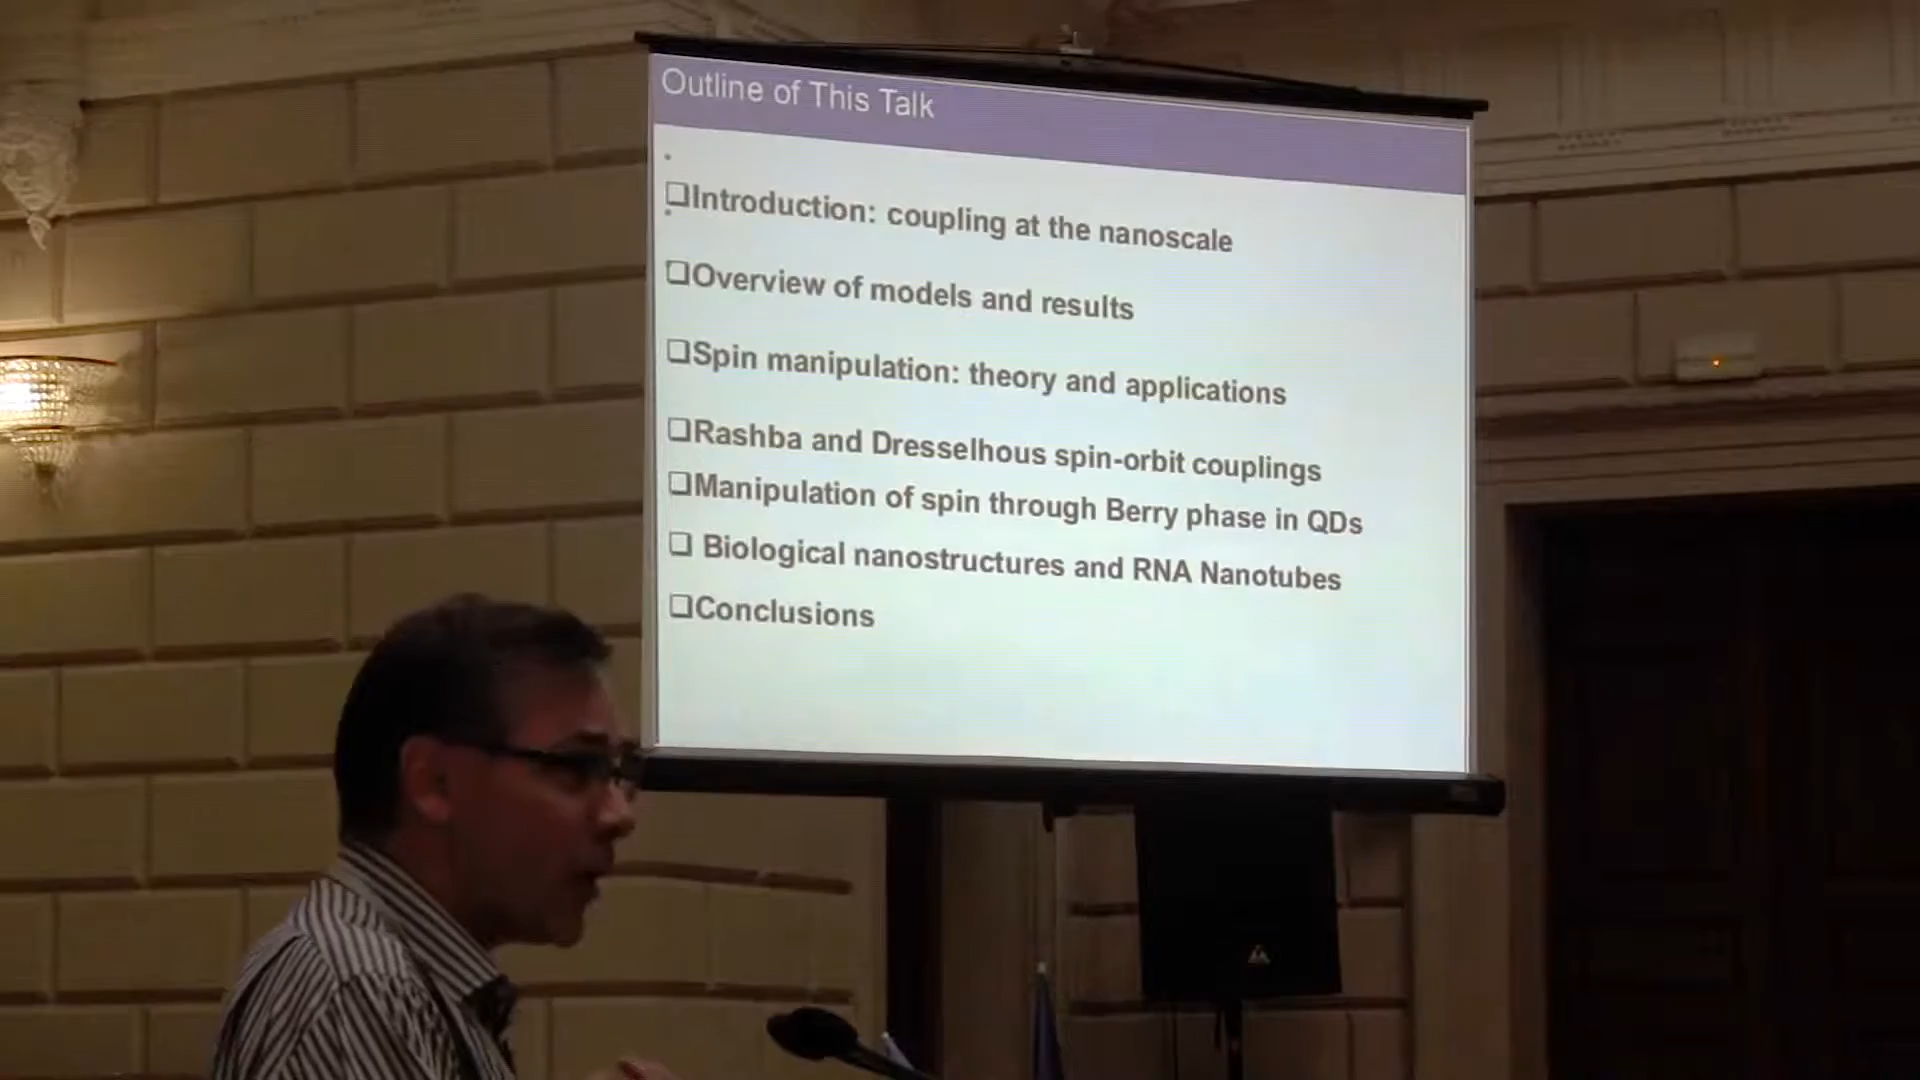 Outline of This Talk
❑Introduction: coupling at the nanoscale
❑Overview of models and results
❑Spin manipulation: theory and applications
❑Rashba and Dresselhous spin-orbit couplings
❑Manipulation of spin through Berry phase in QDs
❑ Biological nanostructures and RNA Nanotubes
❑Conclusions